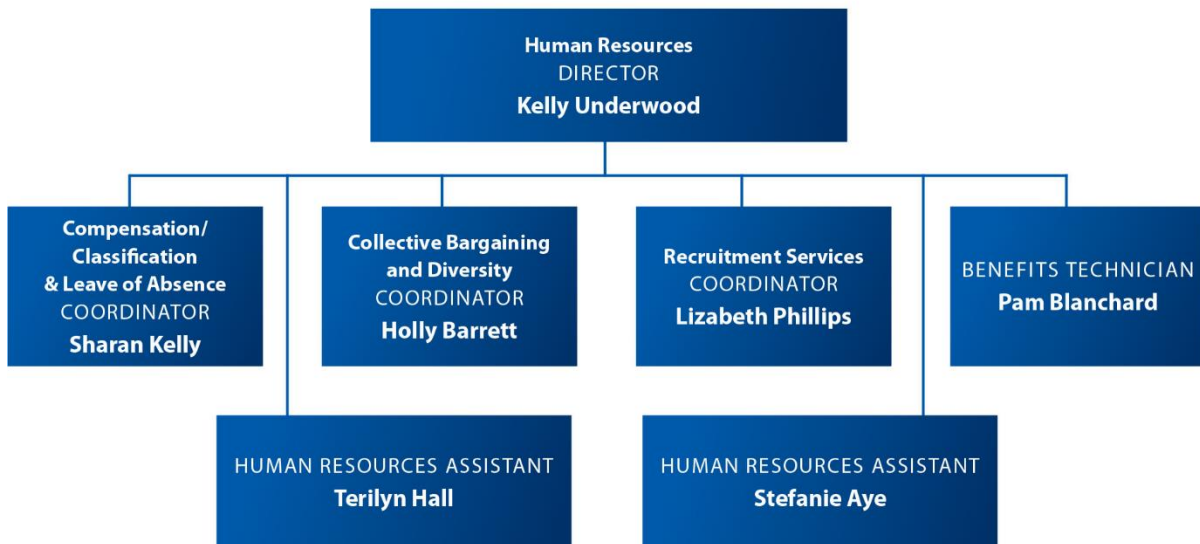 Human Resources
DIRECTOR
Kelly Underwood
Compensation/
Classification
& Leave of Absence
COORDINATOR
Sharan Kelly
Collective Bargaining
and Diversity
COORDINATOR
Holly Barrett
Recruitment Services
COORDINATOR
Lizabeth Phillips
BENEFITS TECHNICIAN
Pam Blanchard
HUMAN RESOURCES ASSISTANT
Terilyn Hall
HUMAN RESOURCES ASSISTANT
Stefanie Aye